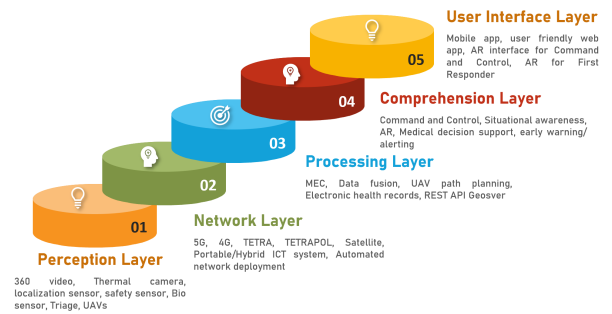 User Interface Layer
Mobile app, user friendly web
app, AR interface for Command
and Control, AR for First
Responder
05
Comprehension Layer
Command and Control, Situational awareness,
AR, Medical decision support, early warning/
alerting
04
Processing Layer
MEC, Data fusion, UAV path planning,
Electronic health records, REST API Geosver
03
Network Layer
5G, 4G, TETRA, TETRAPOL, Satellite,
Portable/Hybrid ICT system, Automated
network deployment
02
Perception Layer
360 video, Thermal camera,
localization sensor, safety sensor, Bio
sensor, Triage, UAVs
01